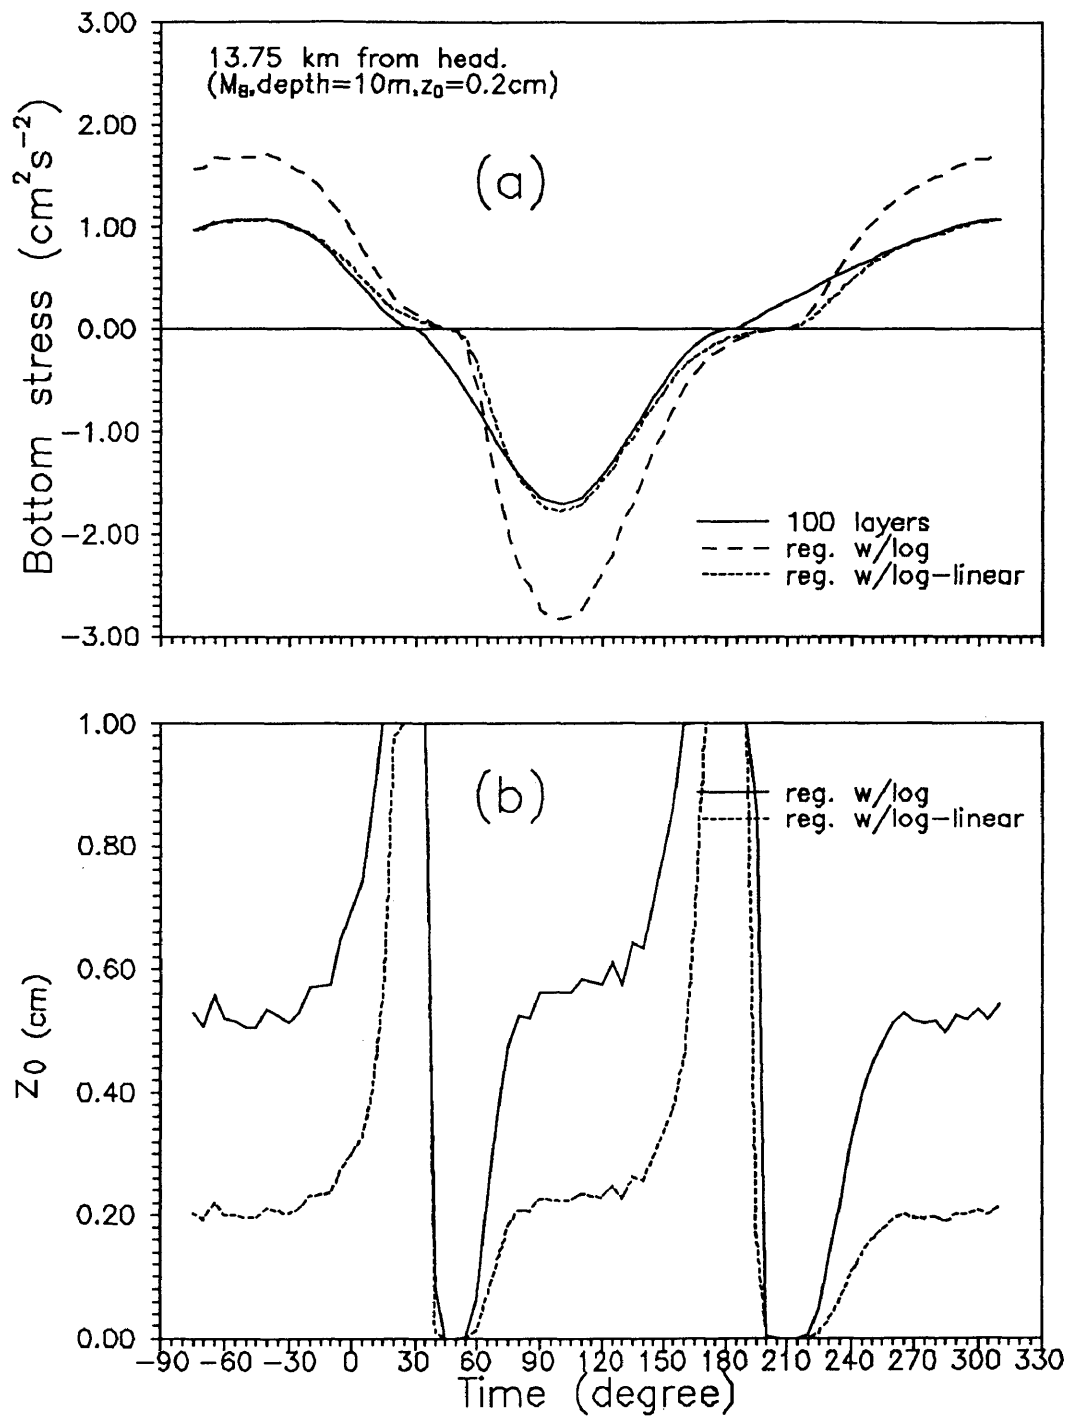 3.00
13.75 km from head.
(M8,depth=10m,z0=0.2cm)
2.00
(a)
1.00
0.00
−1.00
−2.00
−3.00
Bottom stress (cm²s⁻²)
100 layers
reg. w/log
reg. w/log−linear
1.00
(b)
reg. w/log
reg. w/log−linear
0.80
0.60
0.40
0.20
0.00
Z0 (cm)
−90 −60 −30 0 30 60 90 120 150 180 210 240 270 300 330
Time (degree)